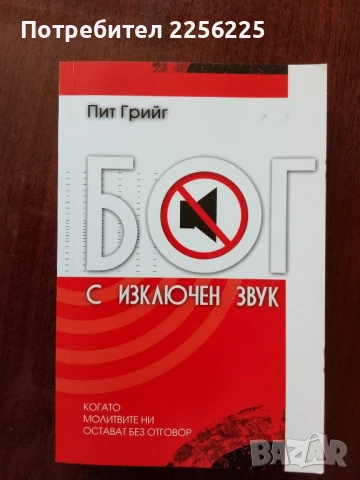 Потребител 2256225
Пит Грийг
БОГ
С ИЗКЛЮЧЕН ЗВУК
КОГАТО
МОЛИТВИТЕ НИ
ОСТАВАТ БЕЗ ОТГОВОР
BAZAR